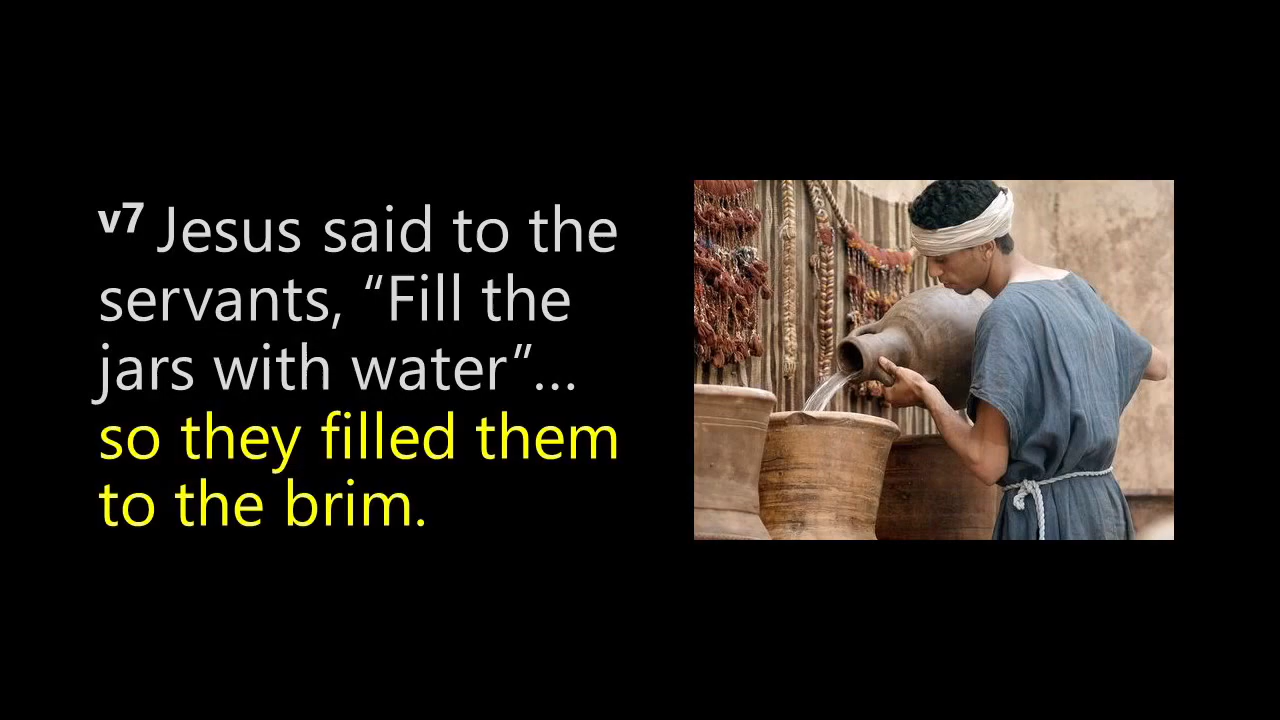 v7 Jesus said to the
servants, “Fill the
jars with water”…
so they filled them
to the brim.